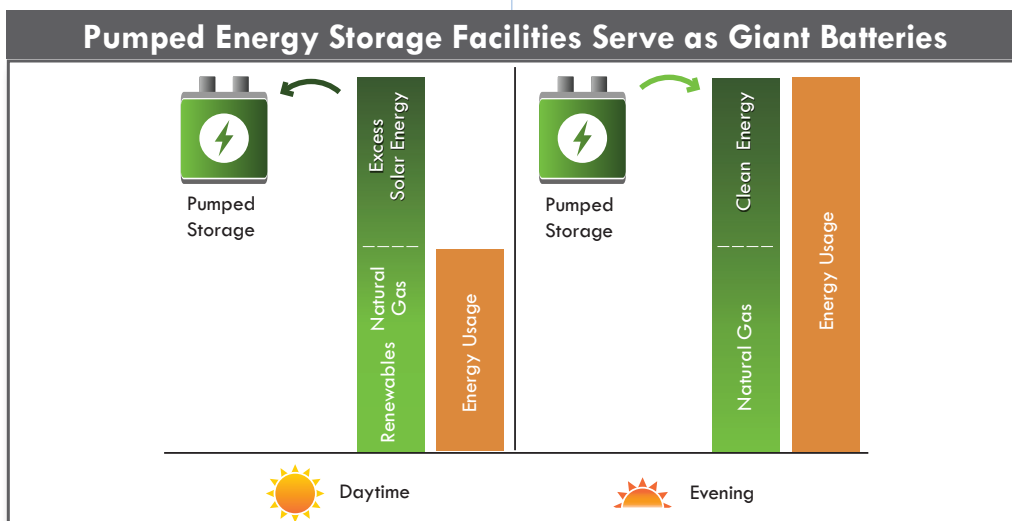 Pumped Energy Storage Facilities Serve as Giant Batteries
Pumped
Storage
Excess
Solar Energy
Natural
Gas
Renewables
Energy Usage
Daytime
Pumped
Storage
Clean Energy
Natural Gas
Energy Usage
Evening